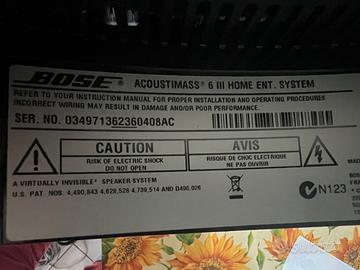 BOSE ACOUSTIMASS® 6 III HOME ENT. SYSTEM
REFER TO YOUR INSTRUCTION MANUAL FOR PROPER INSTALLATION AND OPERATING PROCEDURES
INCORRECT WIRING MAY RESULT IN DAMAGE AND/OR POOR PERFORMANCE.
SER. NO. 034971362360408AC
CAUTION
RISK OF ELECTRIC SHOCK
DO NOT OPEN
AVIS
RISQUE DE CHOC ELECTRIQUE
NE PAS OUVRIR
MADE
A VIRTUALLY INVISIBLE® SPEAKER SYSTEM
U.S. PAT. NOS. 4,490,843 4,628,528 4,739,514 AND D490,026
N123